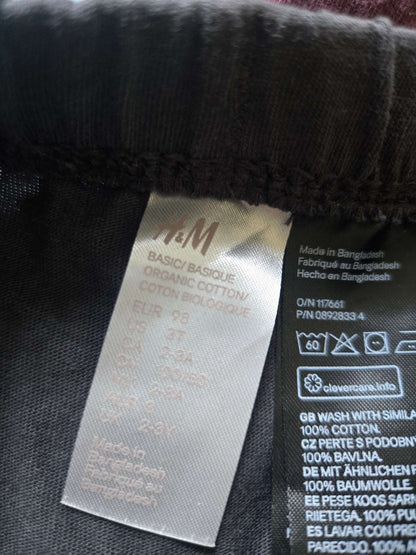 H&M
BASIC/BASIQUE
ORGANIC COTTON/
COTON BIOLOGIQUE
EUR 98
US 3T
2-3A
2-3A
2-3Y
Made in
Bangladesh
Fabriqué au
Bangladesh
Made in Bangladesh
Fabriqué au Bangladesh
Hecho en Bangladesh
O/N 117661
P/N 0892833 4
60
clevercare.info
GB WASH WITH SIMILA
100% COTTON.
CZ PERTE S PODOBNÝ
100% BAVLNA.
DE MIT ÄHNLICHEN F
100% BAUMWOLLE.
EE PESE KOOS SARN
RIIETEGA. 100% PUU
ES LAVAR CON PRE
PARECIDO. 100% A